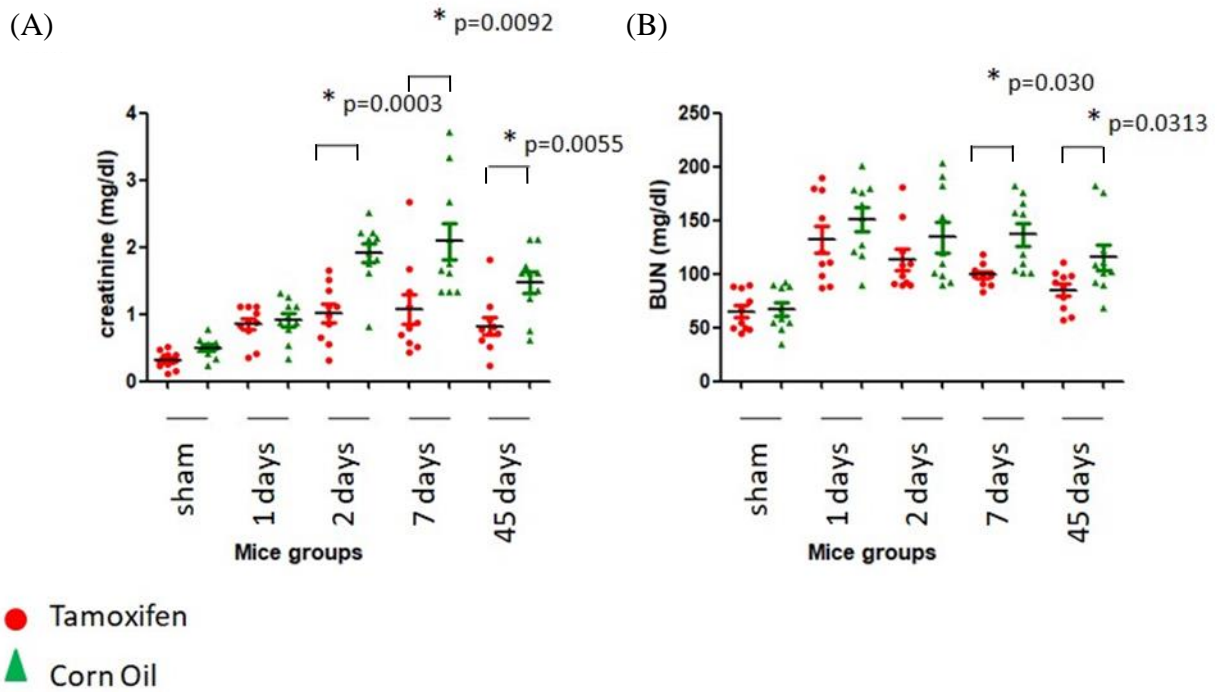 (A)
* p=0.0092
* p=0.0003
* p=0.0055
creatinine (mg/dl)
4
3
2
1
0
sham
1 days
2 days
7 days
45 days
Mice groups
(B)
* p=0.030
* p=0.0313
BUN (mg/dl)
250
200
150
100
50
0
sham
1 days
2 days
7 days
45 days
Mice groups
Tamoxifen
Corn Oil